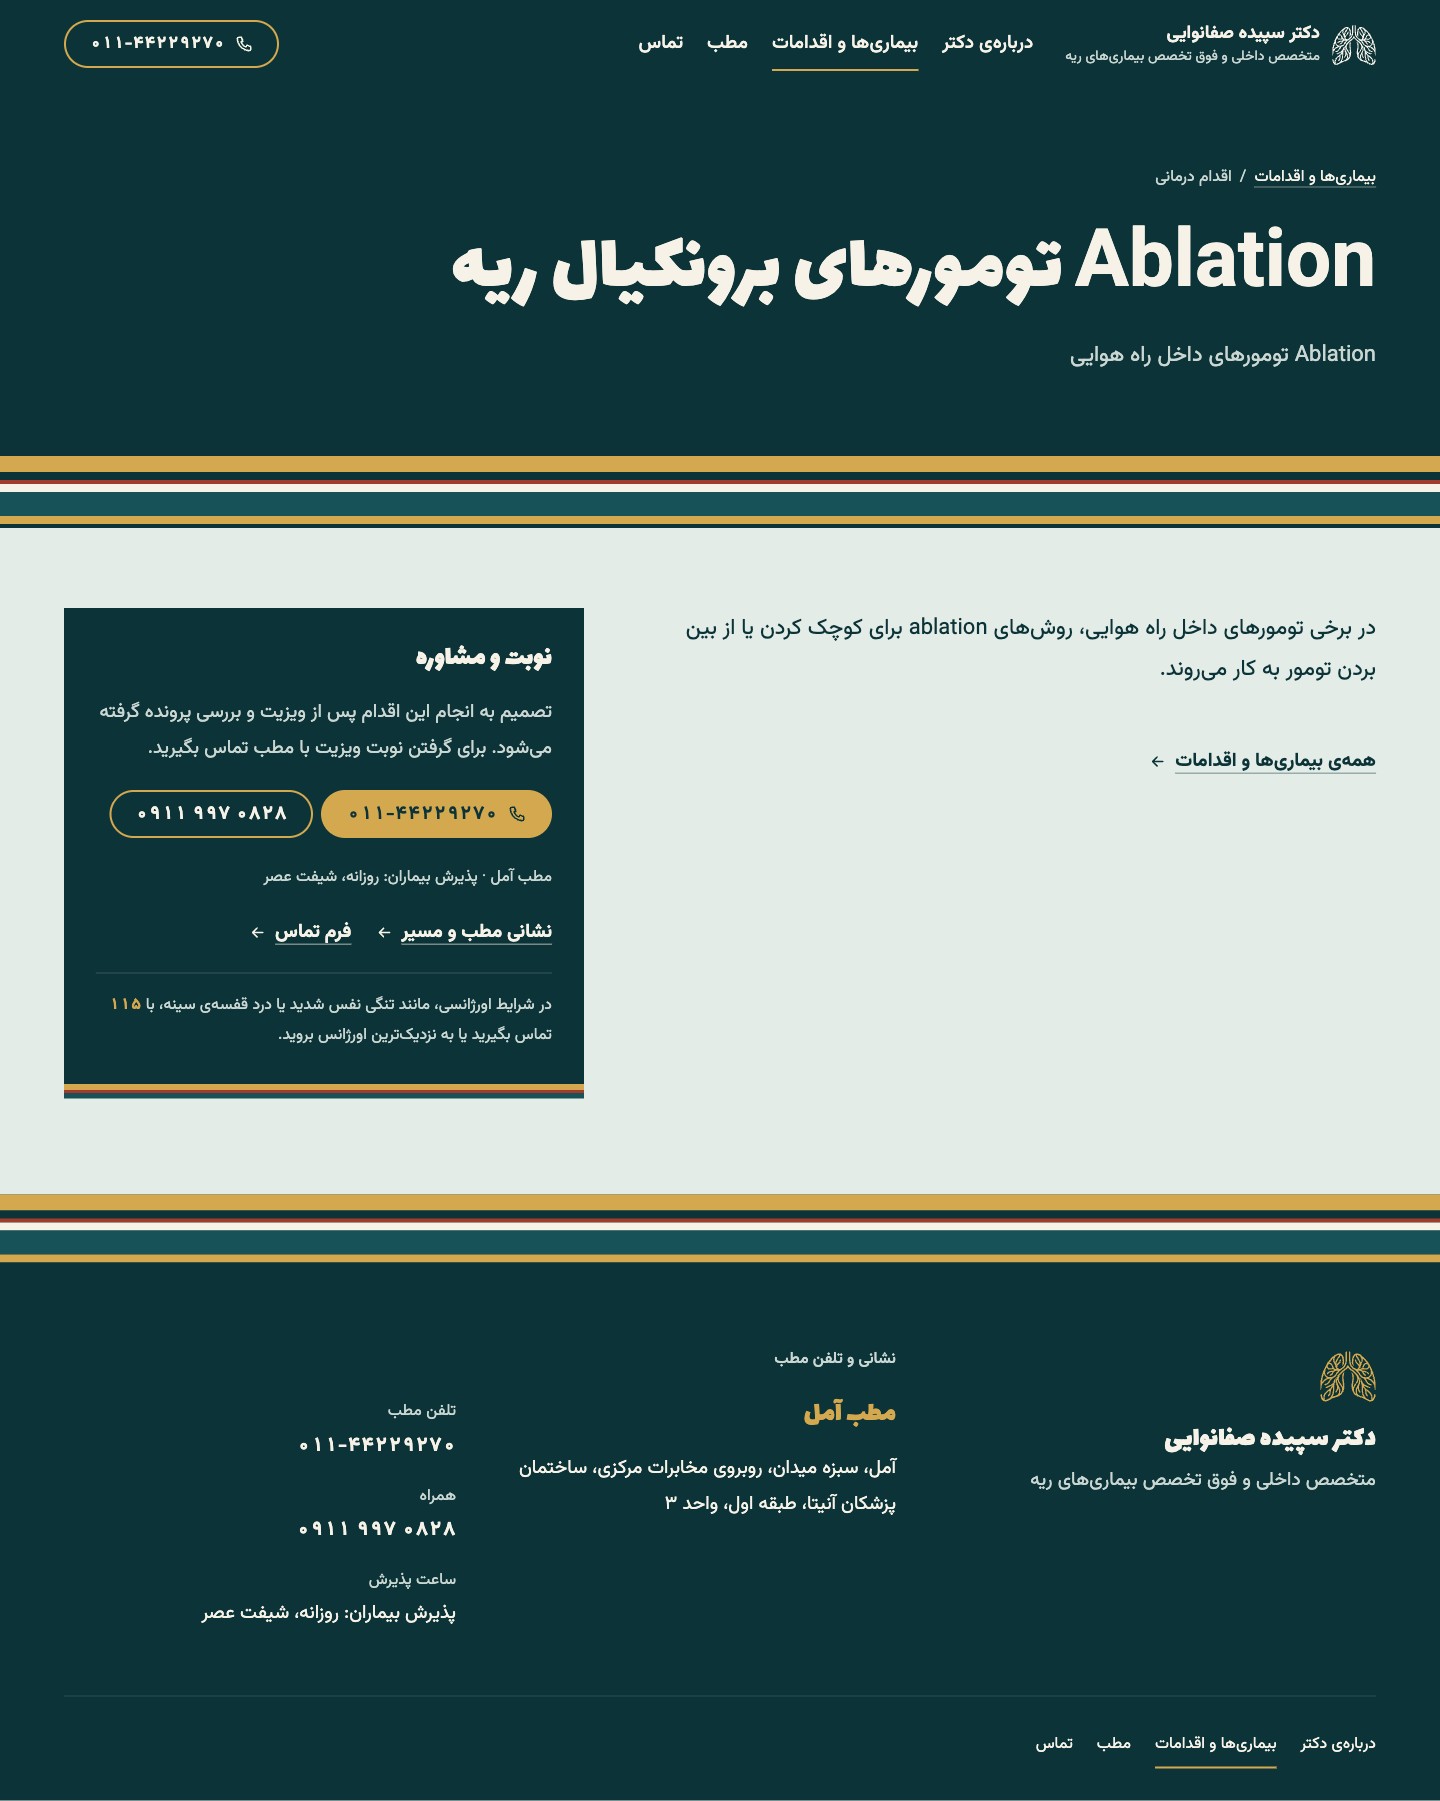 دکتر سپیده صفانوایی
متخصص داخلی و فوق تخصص بیماری‌های ریه
درباره‌ی دکتر
بیماری‌ها و اقدامات
مطب
تماس
۰۱۱-۴۴۲۲۹۲۷۰
بیماری‌ها و اقدامات / اقدام درمانی
Ablation تومورهای برونکیال ریه
Ablation تومورهای داخل راه هوایی
در برخی تومورهای داخل راه هوایی، روش‌های ablation برای کوچک کردن یا از بین
بردن تومور به کار می‌روند.
همه‌ی بیماری‌ها و اقدامات ←
نوبت و مشاوره
تصمیم به انجام این اقدام پس از ویزیت و بررسی پرونده گرفته
می‌شود. برای گرفتن نوبت ویزیت با مطب تماس بگیرید.
۰۱۱-۴۴۲۲۹۲۷۰
۰۹۱۱ ۹۹۷ ۰۸۲۸
مطب آمل · پذیرش بیماران: روزانه، شیفت عصر
نشانی مطب و مسیر ←
فرم تماس ←
در شرایط اورژانسی، مانند تنگی نفس شدید یا درد قفسه‌ی سینه، با ۱۱۵
تماس بگیرید یا به نزدیک‌ترین اورژانس بروید.
دکتر سپیده صفانوایی
متخصص داخلی و فوق تخصص بیماری‌های ریه
نشانی و تلفن مطب
مطب آمل
آمل، سبزه میدان، روبروی مخابرات مرکزی، ساختمان
پزشکان آنیتا، طبقه اول، واحد ۳
تلفن مطب
۰۱۱-۴۴۲۲۹۲۷۰
همراه
۰۹۱۱ ۹۹۷ ۰۸۲۸
ساعت پذیرش
پذیرش بیماران: روزانه، شیفت عصر
درباره‌ی دکتر
بیماری‌ها و اقدامات
مطب
تماس